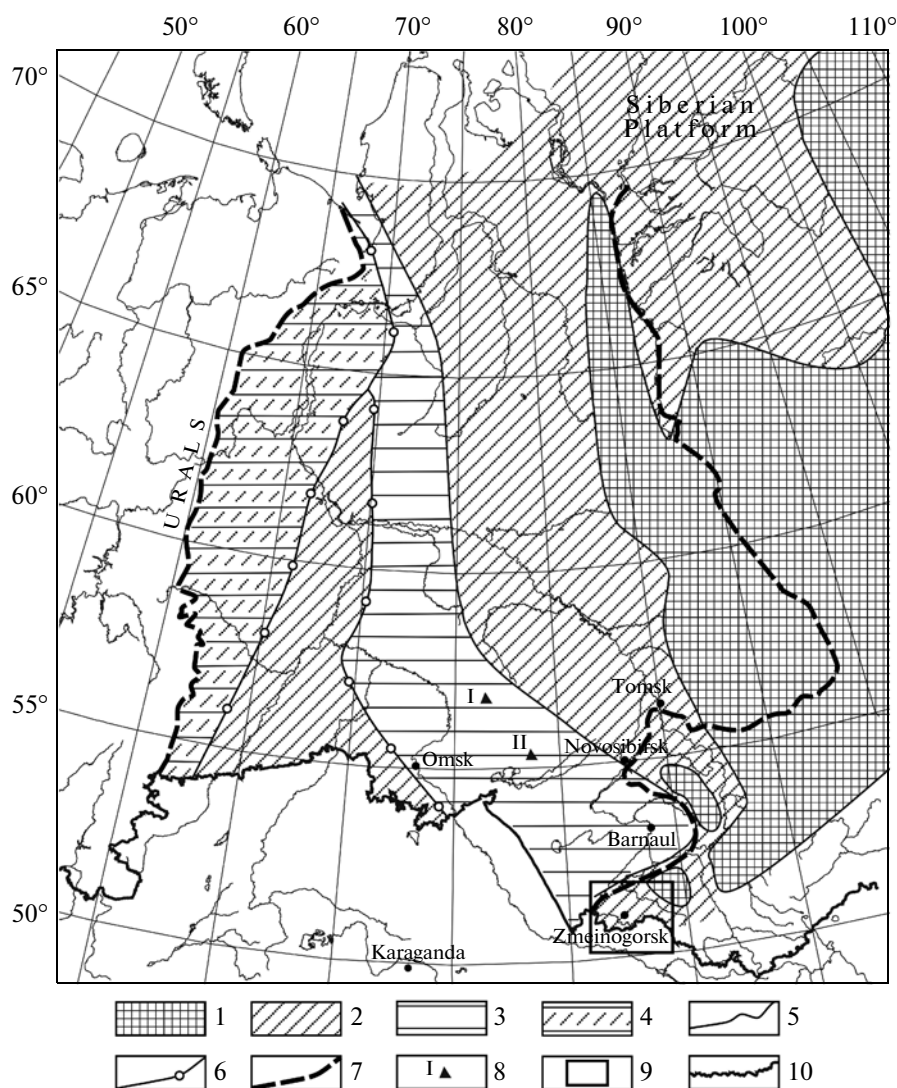 50° 60° 70° 80° 90° 100° 110°
70°
Siberian
Platform
65°
URALS
60°
55°
I
Tomsk
II
Novosibirsk
Omsk
Barnaul
50°
Zmeinogorsk
Karaganda
1 2 3 4 5
6 7 I 8 9 10